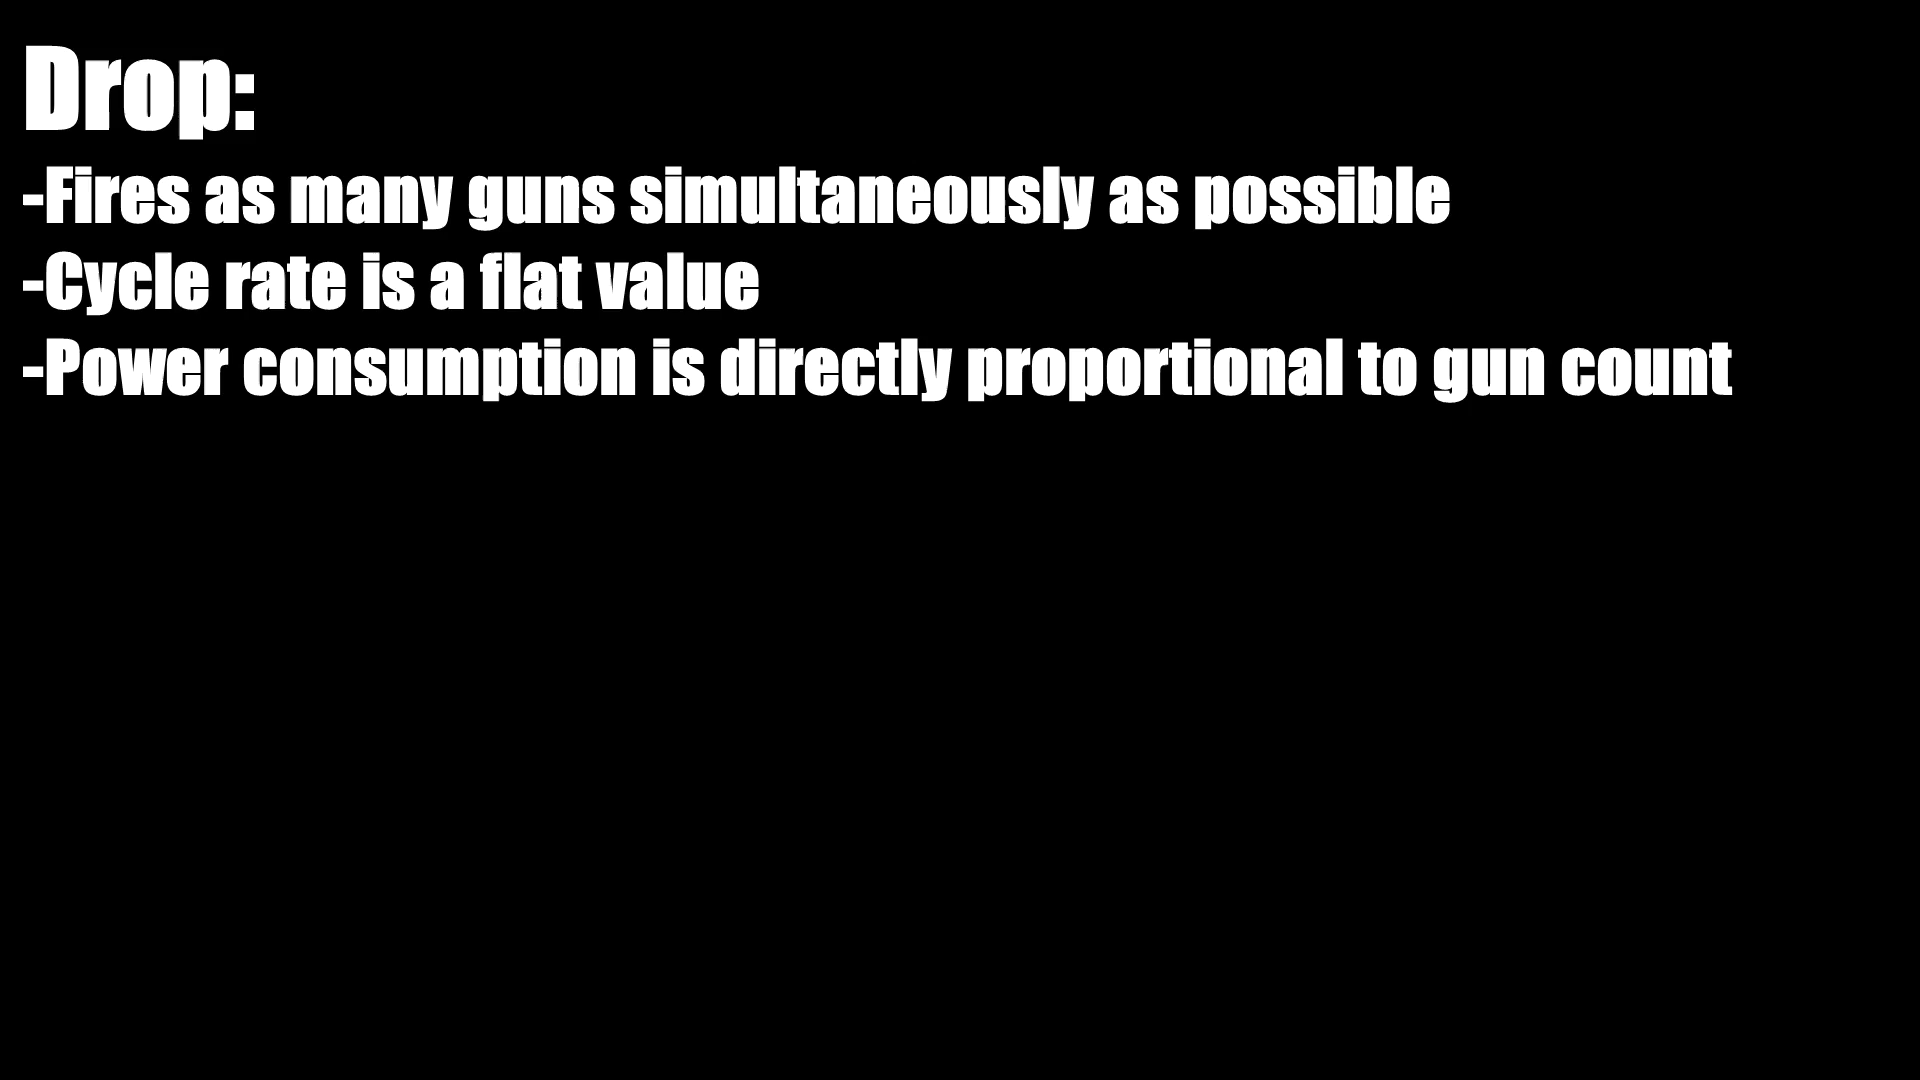 Drop:
-Fires as many guns simultaneously as possible
-Cycle rate is a flat value
-Power consumption is directly proportional to gun count